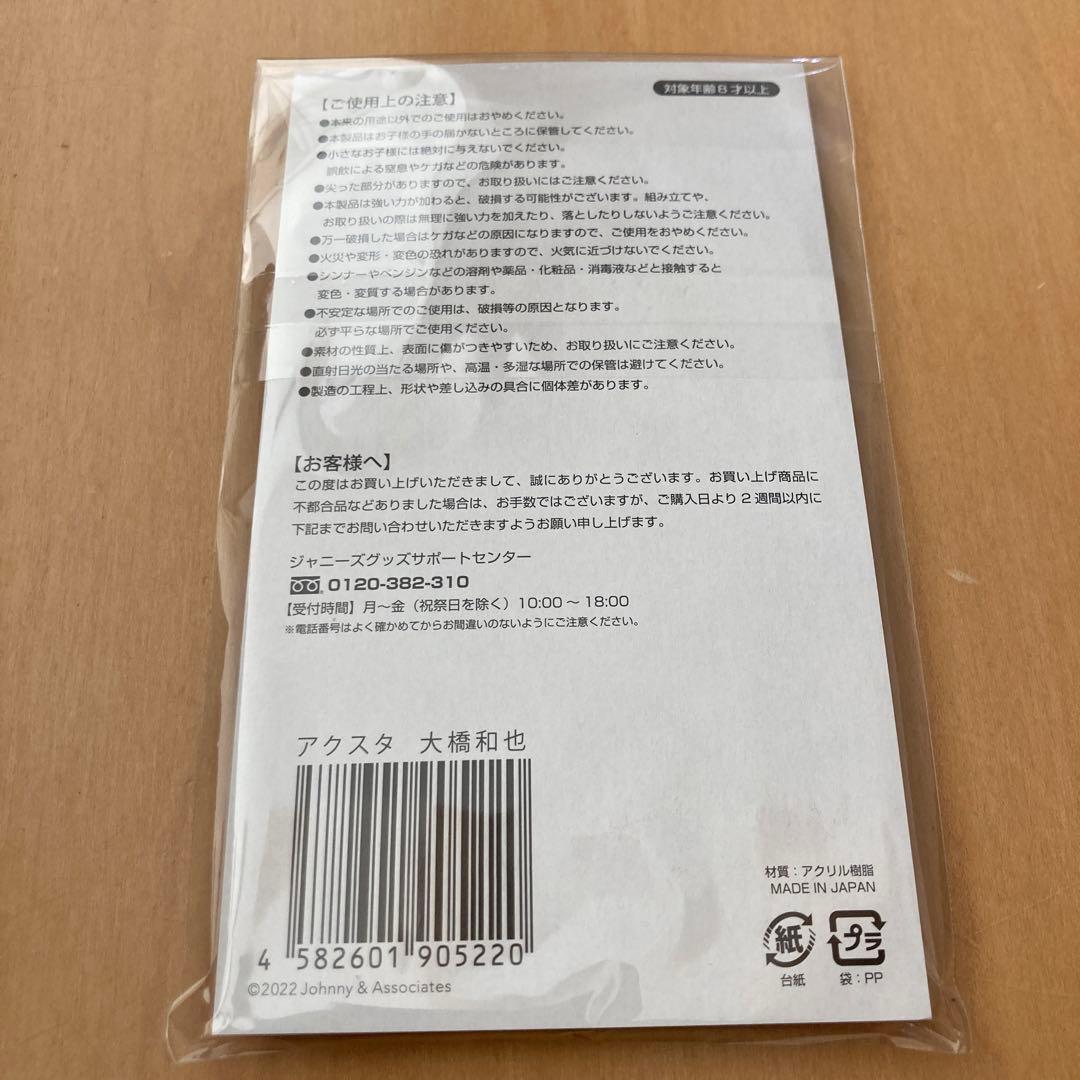 対象年齢8才以上
【ご使用上の注意】
●本来の用途以外でのご使用はおやめください。
●本製品はお子様の手の届かないところに保管してください。
●小さなお子様には絶対に与えないでください。
誤飲による窒息やケガなどの危険があります。
●尖った部分がありますので、お取り扱いにはご注意ください。
●本製品は強い力が加わると、破損する可能性がございます。組み立てや、
お取り扱いの際は無理に強い力を加えたり、落としたりしないようご注意ください。
●万一破損した場合はケガなどの原因になりますので、ご使用をおやめください。
●火災や変形・変色の恐れがありますので、火気に近づけないでください。
●シンナーやベンジンなどの溶剤や薬品・化粧品・消毒液などと接触すると
変色・変質する場合があります。
●不安定な場所でのご使用は、破損等の原因となります。
必ず平らな場所でご使用ください。
●素材の性質上、表面に傷がつきやすいため、お取り扱いにご注意ください。
●直射日光の当たる場所や、高温・多湿な場所での保管は避けてください。
●製造の工程上、形状や差し込みの具合に個体差があります。
【お客様へ】
この度はお買い上げいただきまして、誠にありがとうございます。お買い上げ商品に
不都合品などありました場合は、お手数ではございますが、ご購入日より2週間以内に
下記までお問い合わせいただきますようお願い申し上げます。
ジャニーズグッズサポートセンター
0120-382-310
【受付時間】月～金（祝祭日を除く）10:00～18:00
※電話番号はよく確かめてからお間違いのないようにご注意ください。
アクスタ 大橋和也
4 582601 905220
©2022 Johnny & Associates
材質：アクリル樹脂
MADE IN JAPAN
紙 プラ
台紙 袋：PP